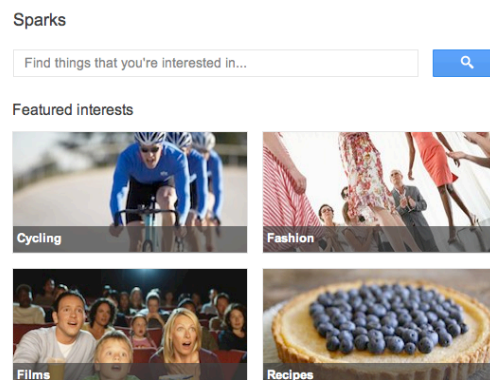 Sparks
Find things that you're interested in...
Featured interests
Cycling
Fashion
Films
Recipes